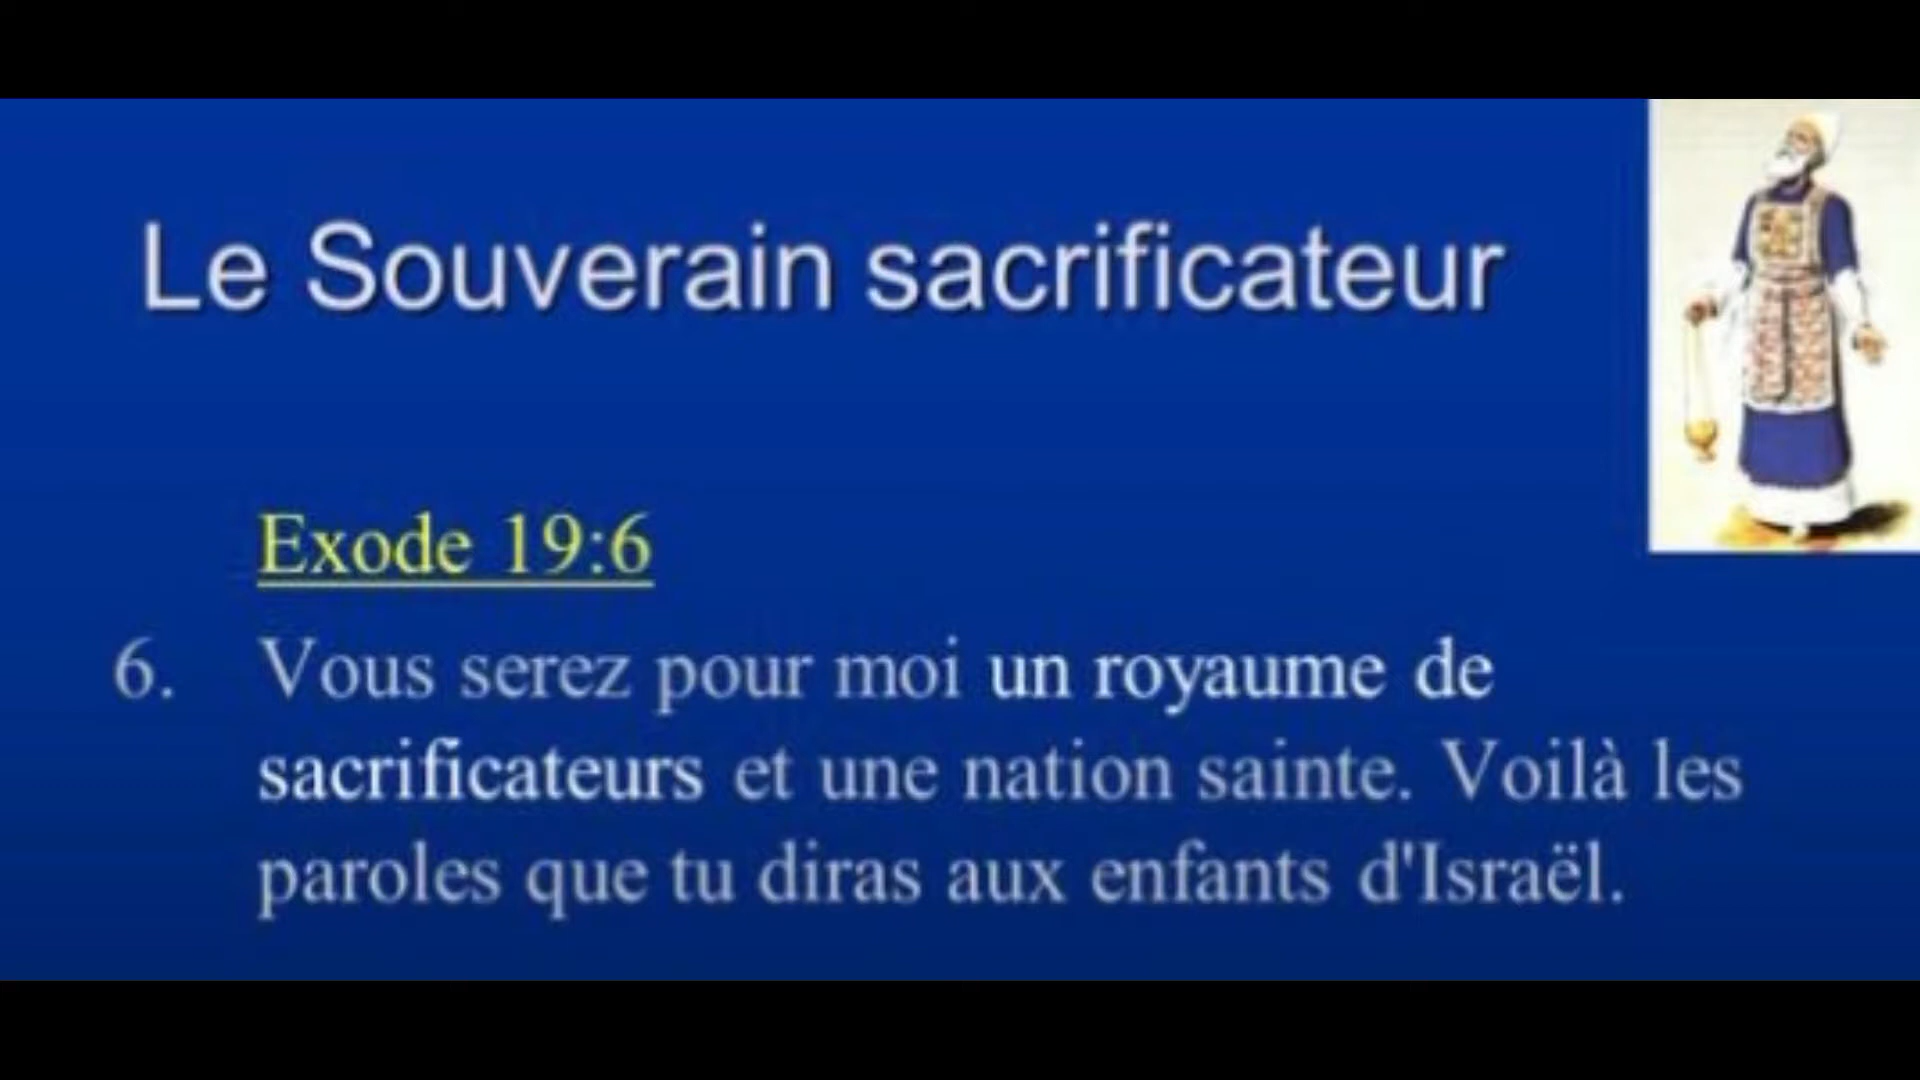 Le Souverain sacrificateur
Exode 19:6
6. Vous serez pour moi un royaume de
sacrificateurs et une nation sainte. Voilà les
paroles que tu diras aux enfants d'Israël.